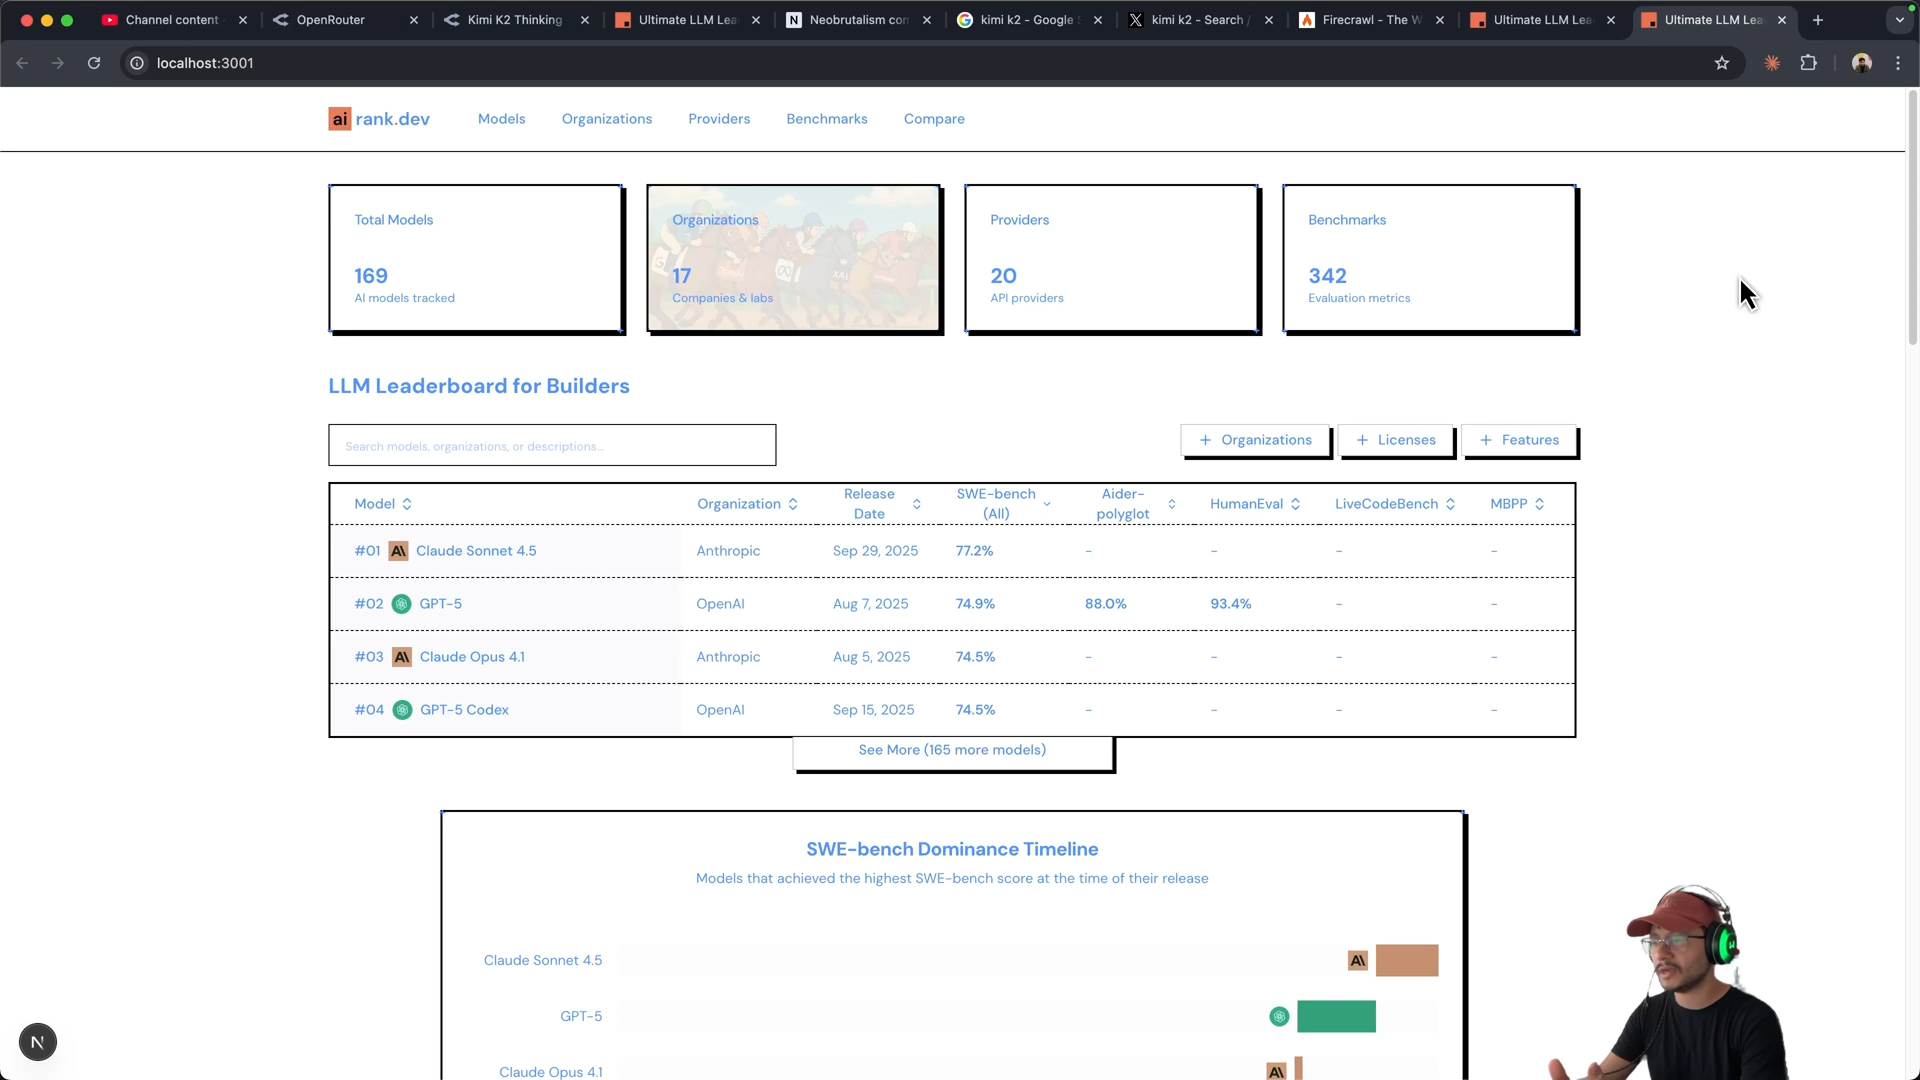 Channel content
OpenRouter
Kimi K2 Thinking
Ultimate LLM Lea
Neobrutalism con
kimi k2 - Google S
kimi k2 - Search /
Firecrawl - The W
Ultimate LLM Lea
Ultimate LLM Lea
localhost:3001
ai rank.dev
Models
Organizations
Providers
Benchmarks
Compare
Total Models
169
AI models tracked
Organizations
17
Companies & labs
Providers
20
API providers
Benchmarks
342
Evaluation metrics
LLM Leaderboard for Builders
Search models, organizations, or descriptions...
+ Organizations
+ Licenses
+ Features
Model
Organization
Release
Date
SWE-bench
(All)
Aider-
polyglot
HumanEval
LiveCodeBench
MBPP
#01 Claude Sonnet 4.5 Anthropic Sep 29, 2025 77.2% - - - -
#02 GPT-5 OpenAI Aug 7, 2025 74.9% 88.0% 93.4% - -
#03 Claude Opus 4.1 Anthropic Aug 5, 2025 74.5% - - - -
#04 GPT-5 Codex OpenAI Sep 15, 2025 74.5% - - - -
See More (165 more models)
SWE-bench Dominance Timeline
Models that achieved the highest SWE-bench score at the time of their release
Claude Sonnet 4.5
GPT-5
Claude Opus 4.1